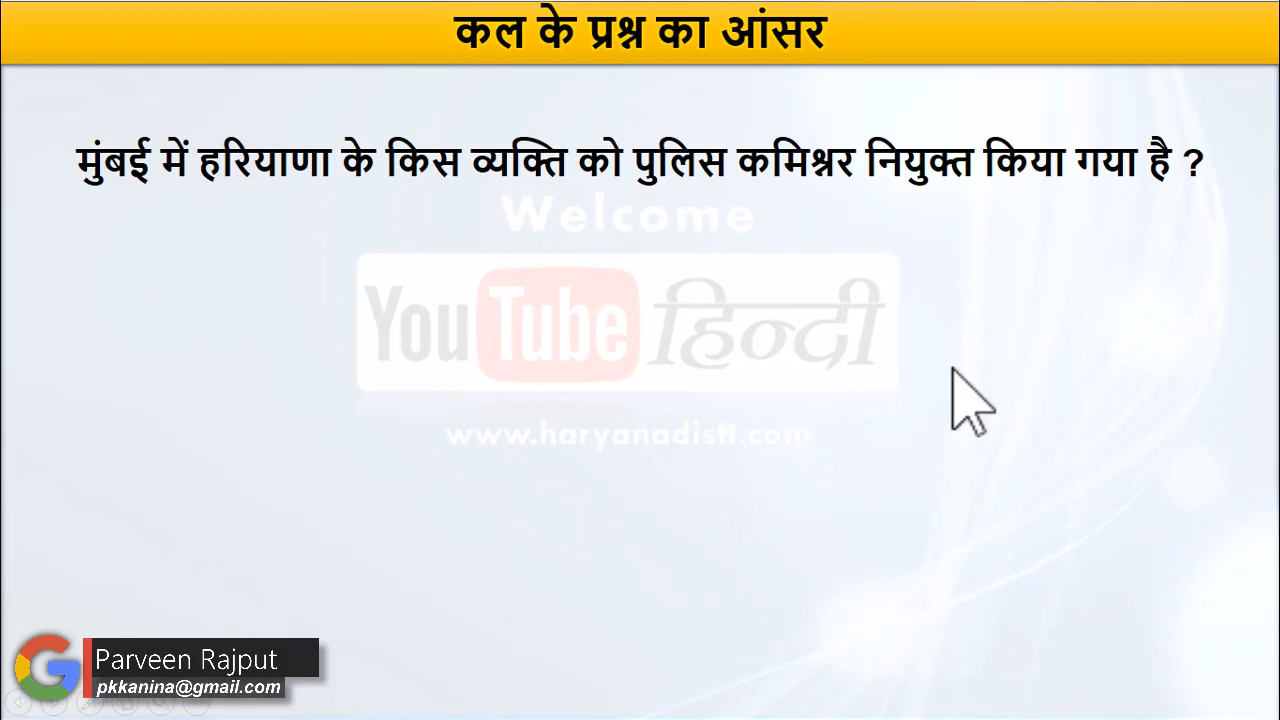 कल के प्रश्न का आंसर
मुंबई में हरियाणा के किस व्यक्ति को पुलिस कमिश्नर नियुक्त किया गया है ?
Welcome
YouTube हिन्दी
www.haryanadisti.com
Parveen Rajput
pkkanina@gmail.com